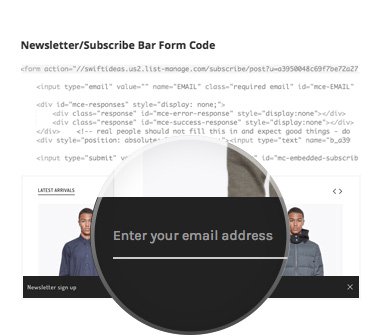 Newsletter/Subscribe Bar Form Code
<form action="//swiftideas.us2.list-manage.com/subscribe/post?u=a3950048c69f7be72a27
<input type="email" value="" name="EMAIL" class="required email" id="mce-EMAIL"
<div id="mce-responses" style="display: none;">
<div class="response" id="mce-error-response" style="display:none"></div>
<div class="response" id="mce-success-response" style="display:none"></div>
</div> <!-- real people should not fill this in and expect good things - do
<div style="position: absolute; <input type="text" name="b_a39
<input type="submit" id="mc-embedded-subscrib
LATEST ARRIVALS
Enter your email address
Newsletter sign up